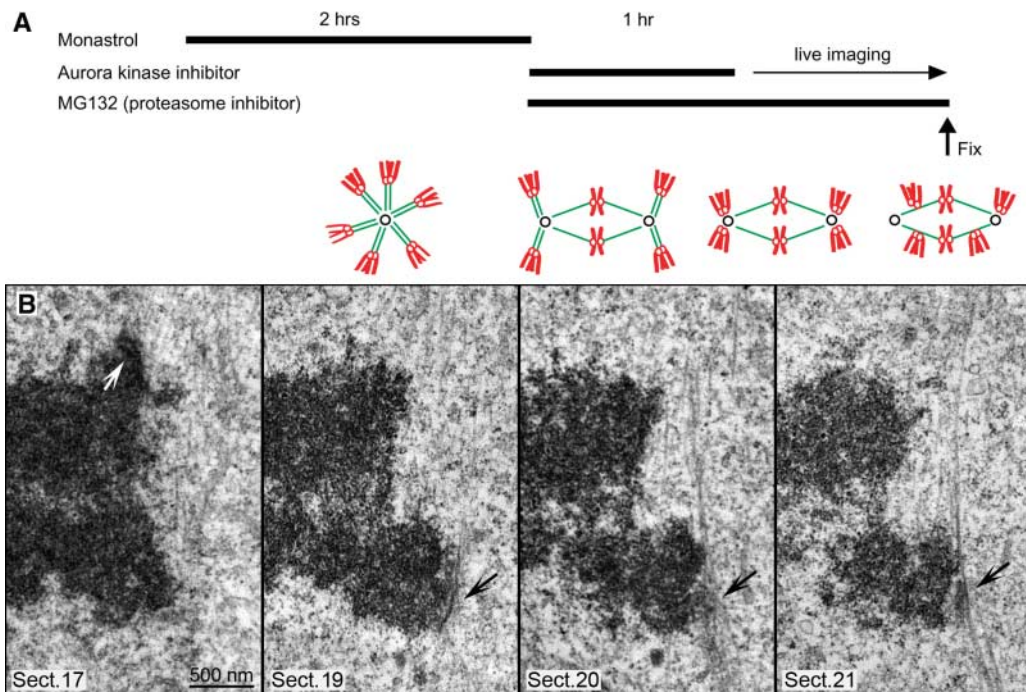 A
2 hrs
1 hr
Monastrol
Aurora kinase inhibitor
live imaging
MG132 (proteasome inhibitor)
Fix
B
Sect.17
500 nm
Sect.19
Sect.20
Sect.21